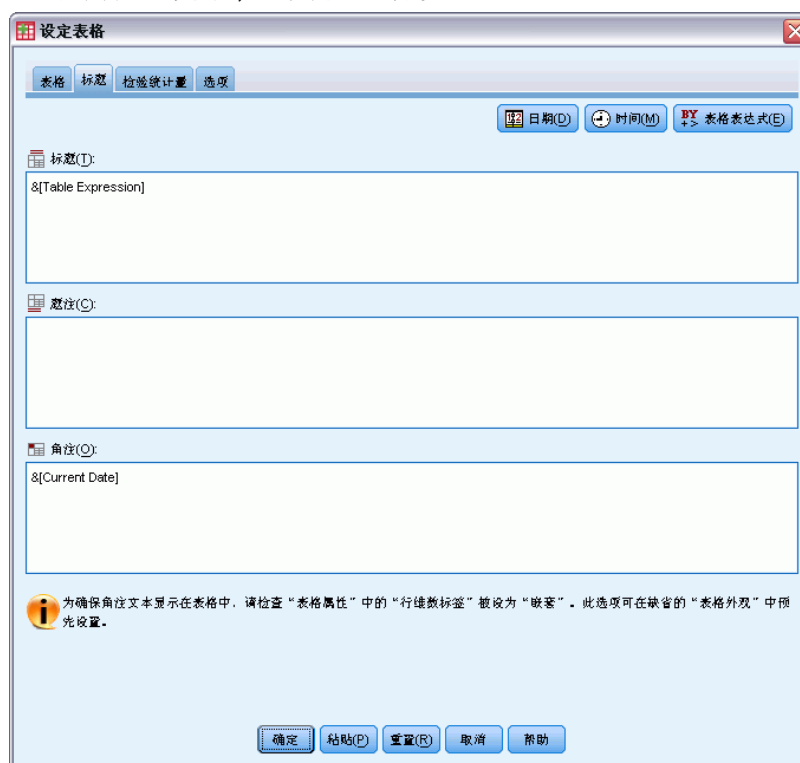 设定表格
表格 标题 检验统计量 选项
日期(D) 时间(M) BY +> 表格表达式(E)
标题(T):
&[Table Expression]
题注(C):
角注(O):
&[Current Date]
为确保角注文本显示在表格中，请检查“表格属性”中的“行维数标签”被设为“嵌套”。此选项可在缺省的“表格外观”中预
先设置。
确定 粘贴(P) 重置(R) 取消 帮助